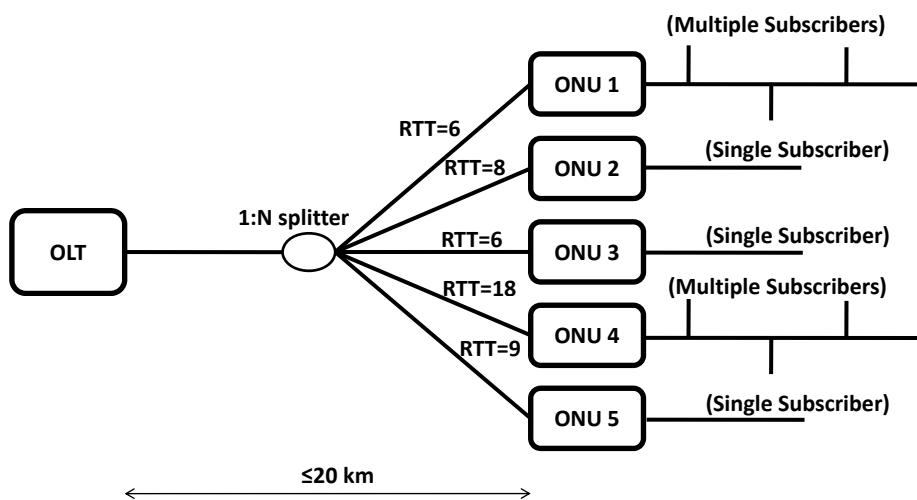 (Multiple Subscribers)
ONU 1
RTT=6
ONU 2
(Single Subscriber)
RTT=8
1:N splitter
OLT
RTT=6
ONU 3
(Single Subscriber)
(Multiple Subscribers)
RTT=18
ONU 4
RTT=9
(Single Subscriber)
ONU 5
≤20 km